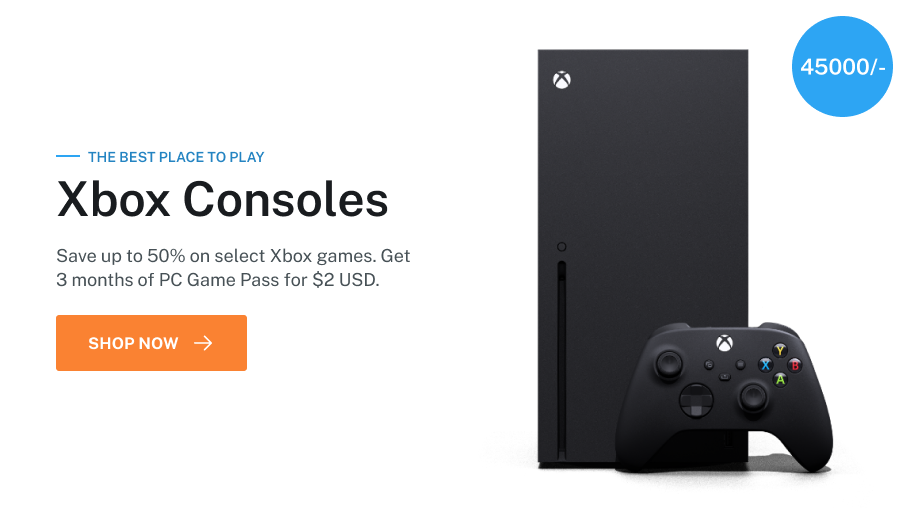 45000/-
THE BEST PLACE TO PLAY
Xbox Consoles
Save up to 50% on select Xbox games. Get
3 months of PC Game Pass for $2 USD.
SHOP NOW
Y
X B
A